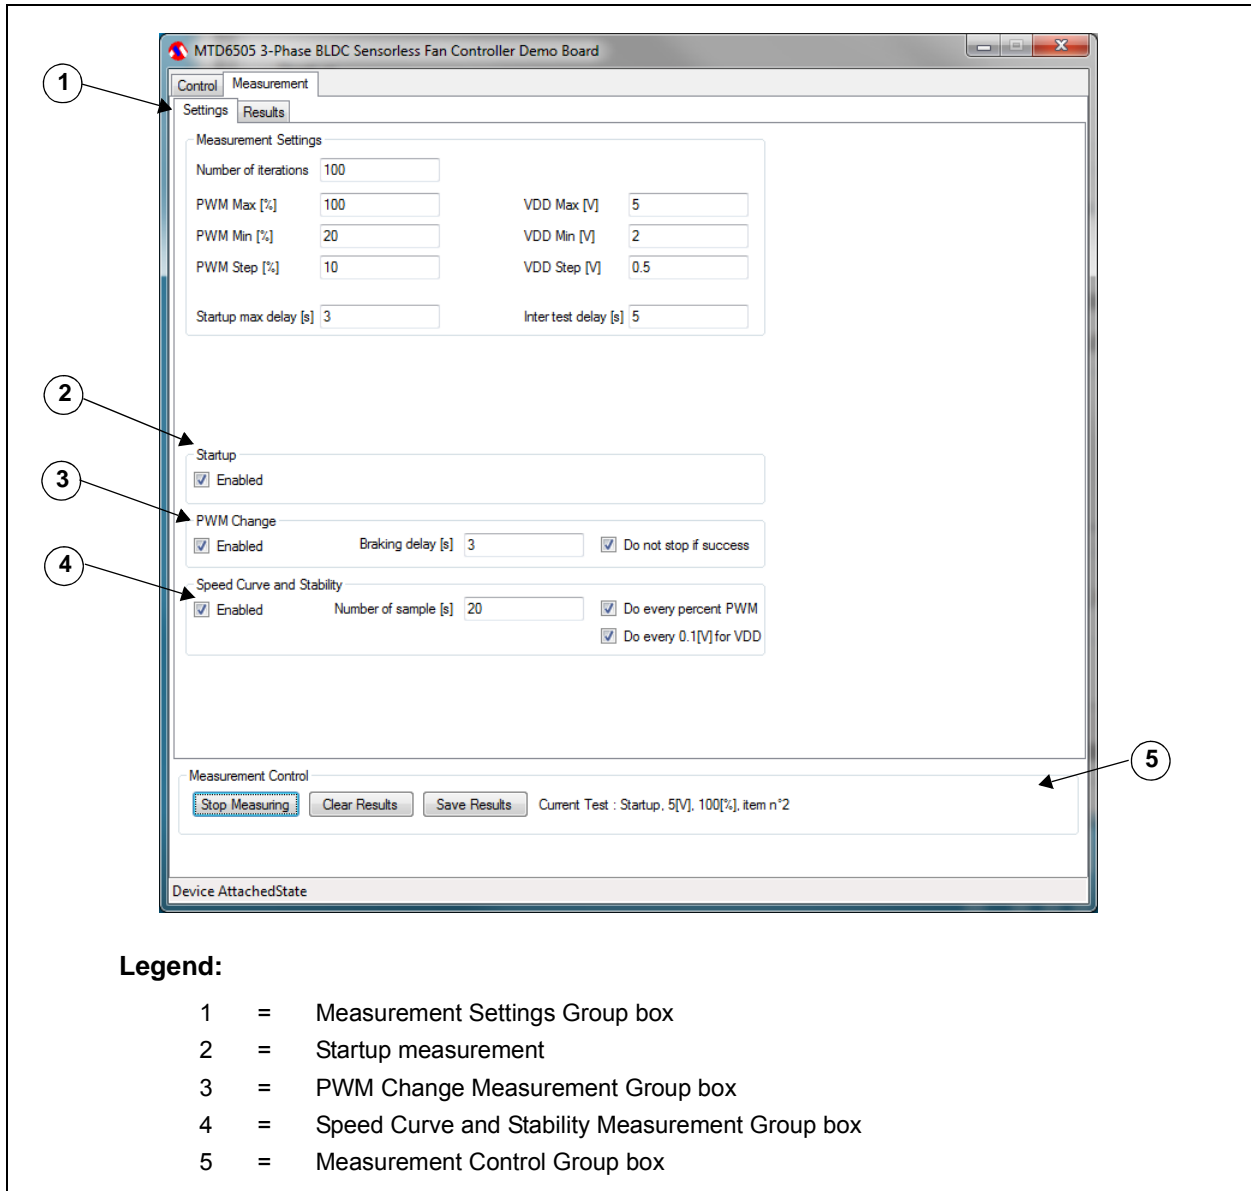 MTD6505 3-Phase BLDC Sensorless Fan Controller Demo Board
Control Measurement
1
Settings Results
Measurement Settings
Number of iterations 100
PWM Max [%] 100 VDD Max [V] 5
PWM Min [%] 20 VDD Min [V] 2
PWM Step [%] 10 VDD Step [V] 0.5
Startup max delay [s] 3 Inter test delay [s] 5
2
Startup
Enabled
3
PWM Change
Enabled Braking delay [s] 3 Do not stop if success
4
Speed Curve and Stability
Enabled Number of sample [s] 20 Do every percent PWM
Do every 0.1[V] for VDD
5
Measurement Control
Stop Measuring Clear Results Save Results Current Test : Startup, 5[V], 100[%], item n°2
Device AttachedState
Legend:
1 = Measurement Settings Group box
2 = Startup measurement
3 = PWM Change Measurement Group box
4 = Speed Curve and Stability Measurement Group box
5 = Measurement Control Group box